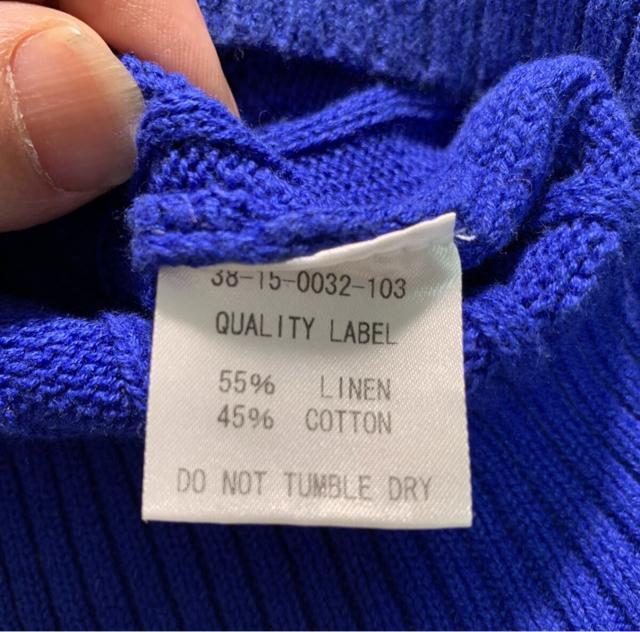 38-15-0032-103
QUALITY LABEL
55% LINEN
45% COTTON
DO NOT TUMBLE DRY